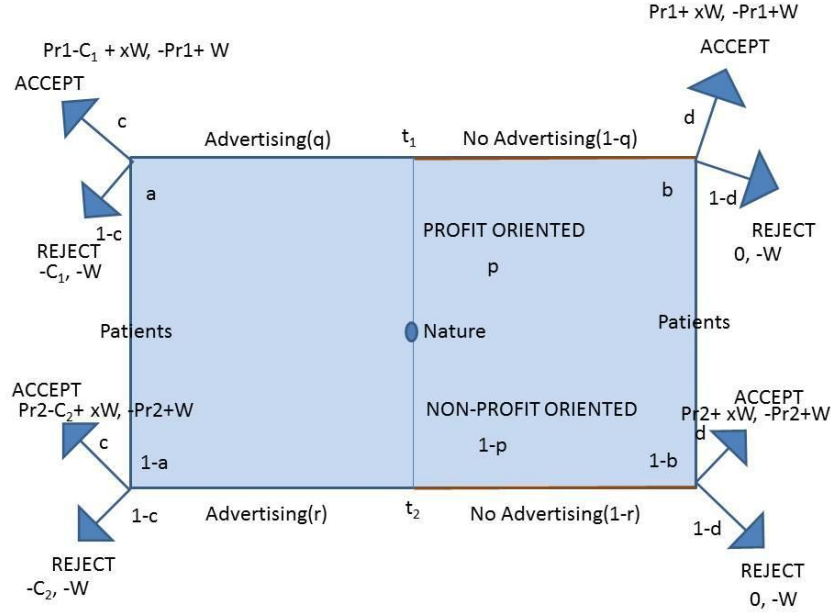 Pr1+ xW, -Pr1+W
ACCEPT
Pr1-C₁ + xW, -Pr1+ W
ACCEPT
c
d
Advertising(q)
t₁
No Advertising(1-q)
a
b
1-d
1-c
REJECT
-C₁, -W
REJECT
0, -W
PROFIT ORIENTED
p
Patients
Nature
Patients
ACCEPT
Pr2-C₂+ xW, -Pr2+W
c
NON-PROFIT ORIENTED
1-p
ACCEPT
Pr2+ xW, -Pr2+W
d
1-a
1-b
1-c
Advertising(r)
t₂
No Advertising(1-r)
1-d
REJECT
-C₂, -W
REJECT
0, -W